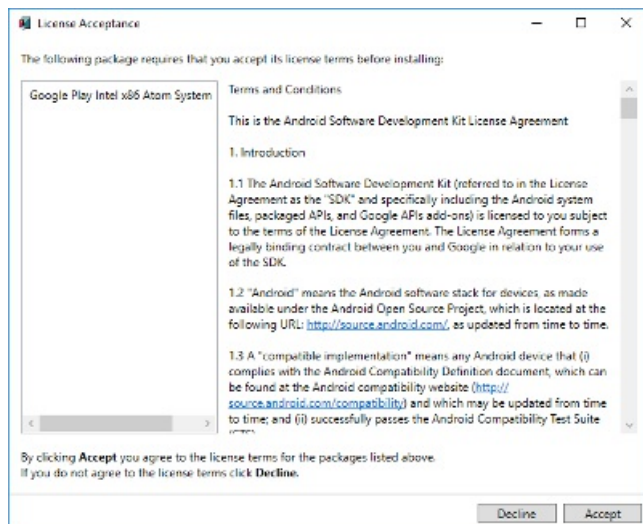 License Acceptance
The following package requires that you accept its license terms before installing:
Google Play Intel x86 Atom System
Terms and Conditions
This is the Android Software Development Kit License Agreement
1. Introduction
1.1 The Android Software Development Kit (referred to in the License
Agreement as the "SDK" and specifically including the Android system
files, packaged APIs, and Google APIs add-ons) is licensed to you subject
to the terms of the License Agreement. The License Agreement forms a
legally binding contract between you and Google in relation to your use
of the SDK.
1.2 "Android" means the Android software stack for devices, as made
available under the Android Open Source Project, which is located at the
following URL: http://source.android.com/, as updated from time to time.
1.3 A "compatible implementation" means any Android device that (i)
complies with the Android Compatibility Definition document, which can
be found at the Android compatibility website (http://
source.android.com/compatibility) and which may be updated from time
to time; and (ii) successfully passes the Android Compatibility Test Suite
By clicking Accept you agree to the license terms for the packages listed above.
If you do not agree to the license terms click Decline.
Decline
Accept